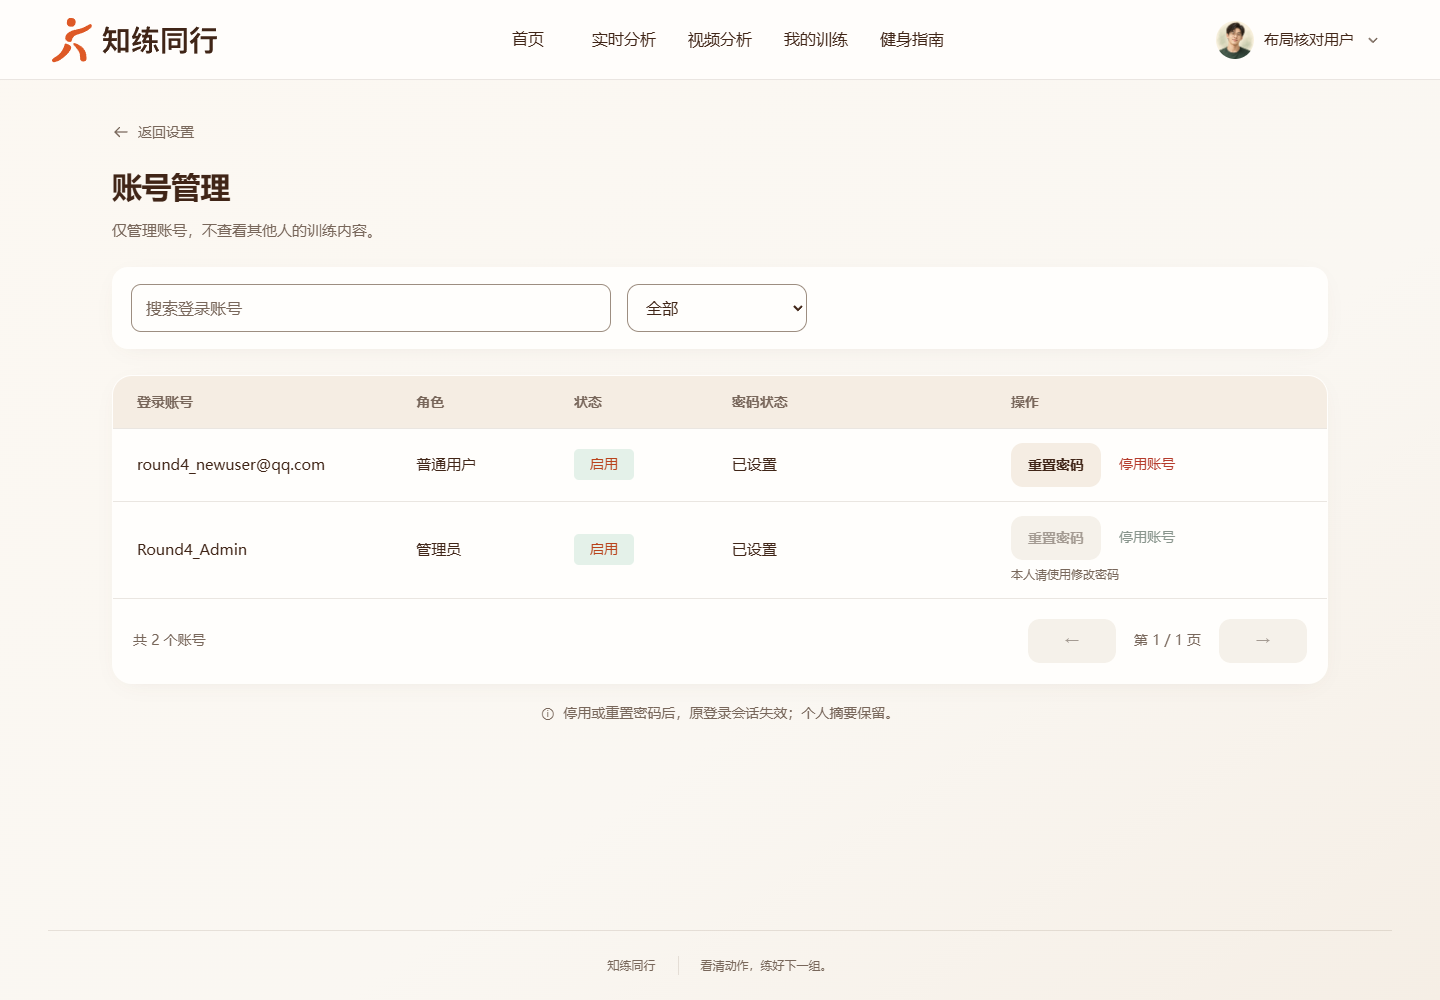 知练同行 首页 实时分析 视频分析 我的训练 健身指南 布局核对用户
← 返回设置
账号管理
仅管理账号，不查看其他人的训练内容。
搜索登录账号 全部
登录账号 角色 状态 密码状态 操作
round4_newuser@qq.com 普通用户 启用 已设置 重置密码 停用账号
Round4_Admin 管理员 启用 已设置 重置密码 停用账号
本人请使用修改密码
共 2 个账号 ← 第 1 / 1 页 →
停用或重置密码后，原登录会话失效；个人摘要保留。
知练同行 看清动作，练好下一组。